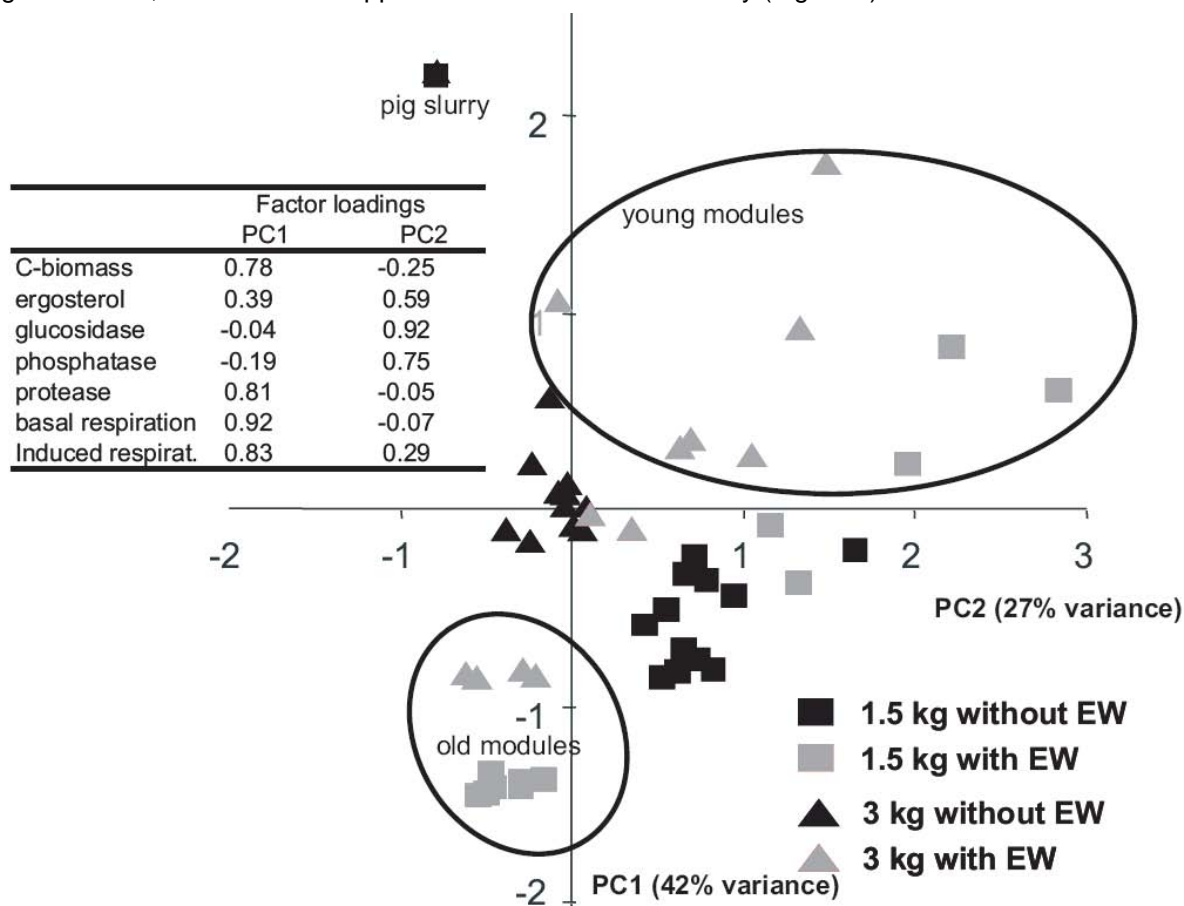 pig slurry
2
Factor loadings
PC1 PC2
C-biomass 0.78 -0.25
ergosterol 0.39 0.59
glucosidase -0.04 0.92
phosphatase -0.19 0.75
protease 0.81 -0.05
basal respiration 0.92 -0.07
Induced respirat. 0.83 0.29
young modules
1
-2 -1 1 2 3
PC2 (27% variance)
-1
old modules
1.5 kg without EW
1.5 kg with EW
3 kg without EW
3 kg with EW
-2 PC1 (42% variance)